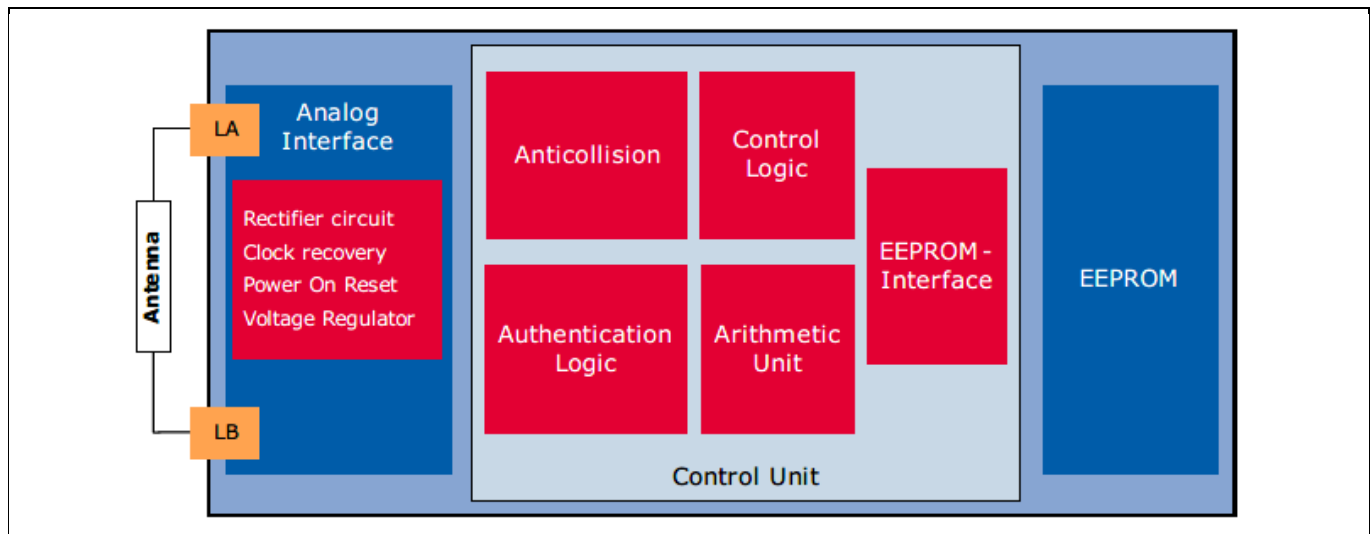 LA
Analog
Interface
Rectifier circuit
Clock recovery
Power On Reset
Voltage Regulator
Antenna
LB
Anticollision
Control
Logic
Authentication
Logic
Arithmetic
Unit
EEPROM -
Interface
Control Unit
EEPROM